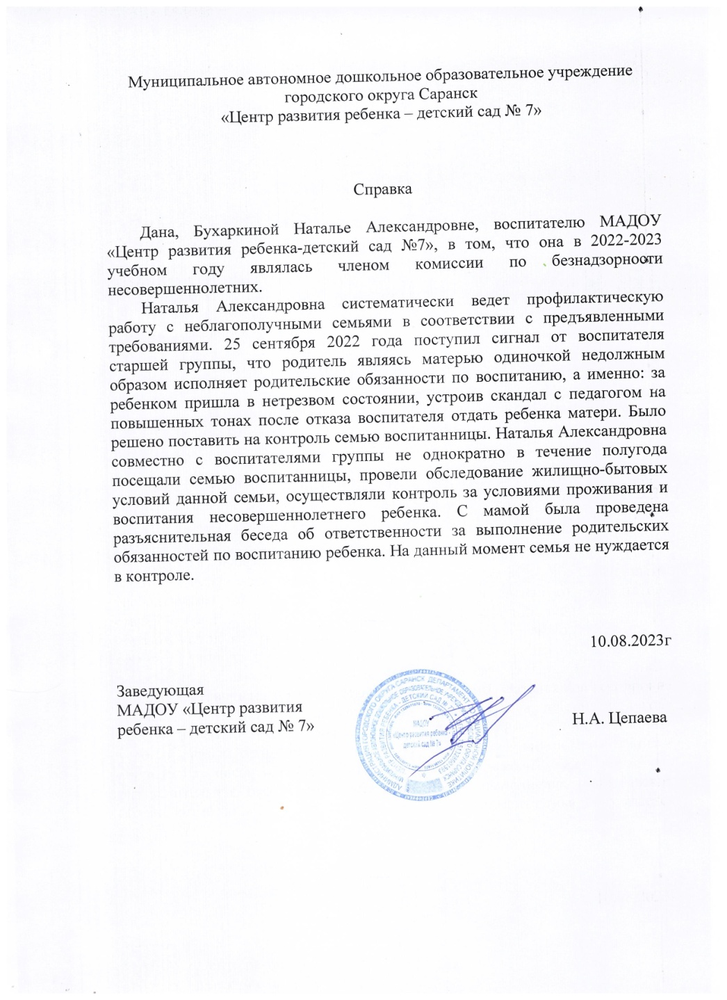 Муниципальное автономное дошкольное образовательное учреждение
городского округа Саранск
«Центр развития ребенка – детский сад № 7»
Справка
Дана, Бухаркиной Наталье Александровне, воспитателю МАДОУ
«Центр развития ребенка-детский сад №7», в том, что она в 2022-2023
учебном году являлась членом комиссии по безнадзорности
несовершеннолетних.
Наталья Александровна систематически ведет профилактическую
работу с неблагополучными семьями в соответствии с предъявленными
требованиями. 25 сентября 2022 года поступил сигнал от воспитателя
старшей группы, что родитель являясь матерью одиночкой недолжным
образом исполняет родительские обязанности по воспитанию, а именно: за
ребенком пришла в нетрезвом состоянии, устроив скандал с педагогом на
повышенных тонах после отказа воспитателя отдать ребенка матери. Было
решено поставить на контроль семью воспитанницы. Наталья Александровна
совместно с воспитателями группы не однократно в течение полугода
посещали семью воспитанницы, провели обследование жилищно-бытовых
условий данной семьи, осуществляли контроль за условиями проживания и
воспитания несовершеннолетнего ребенка. С мамой была проведена
разъяснительная беседа об ответственности за выполнение родительских
обязанностей по воспитанию ребенка. На данный момент семья не нуждается
в контроле.
10.08.2023г
Заведующая
МАДОУ «Центр развития
ребенка – детский сад № 7»
Н.А. Цепаева
МАДОУ
«Центр развития ребенка -
детский сад № 7»